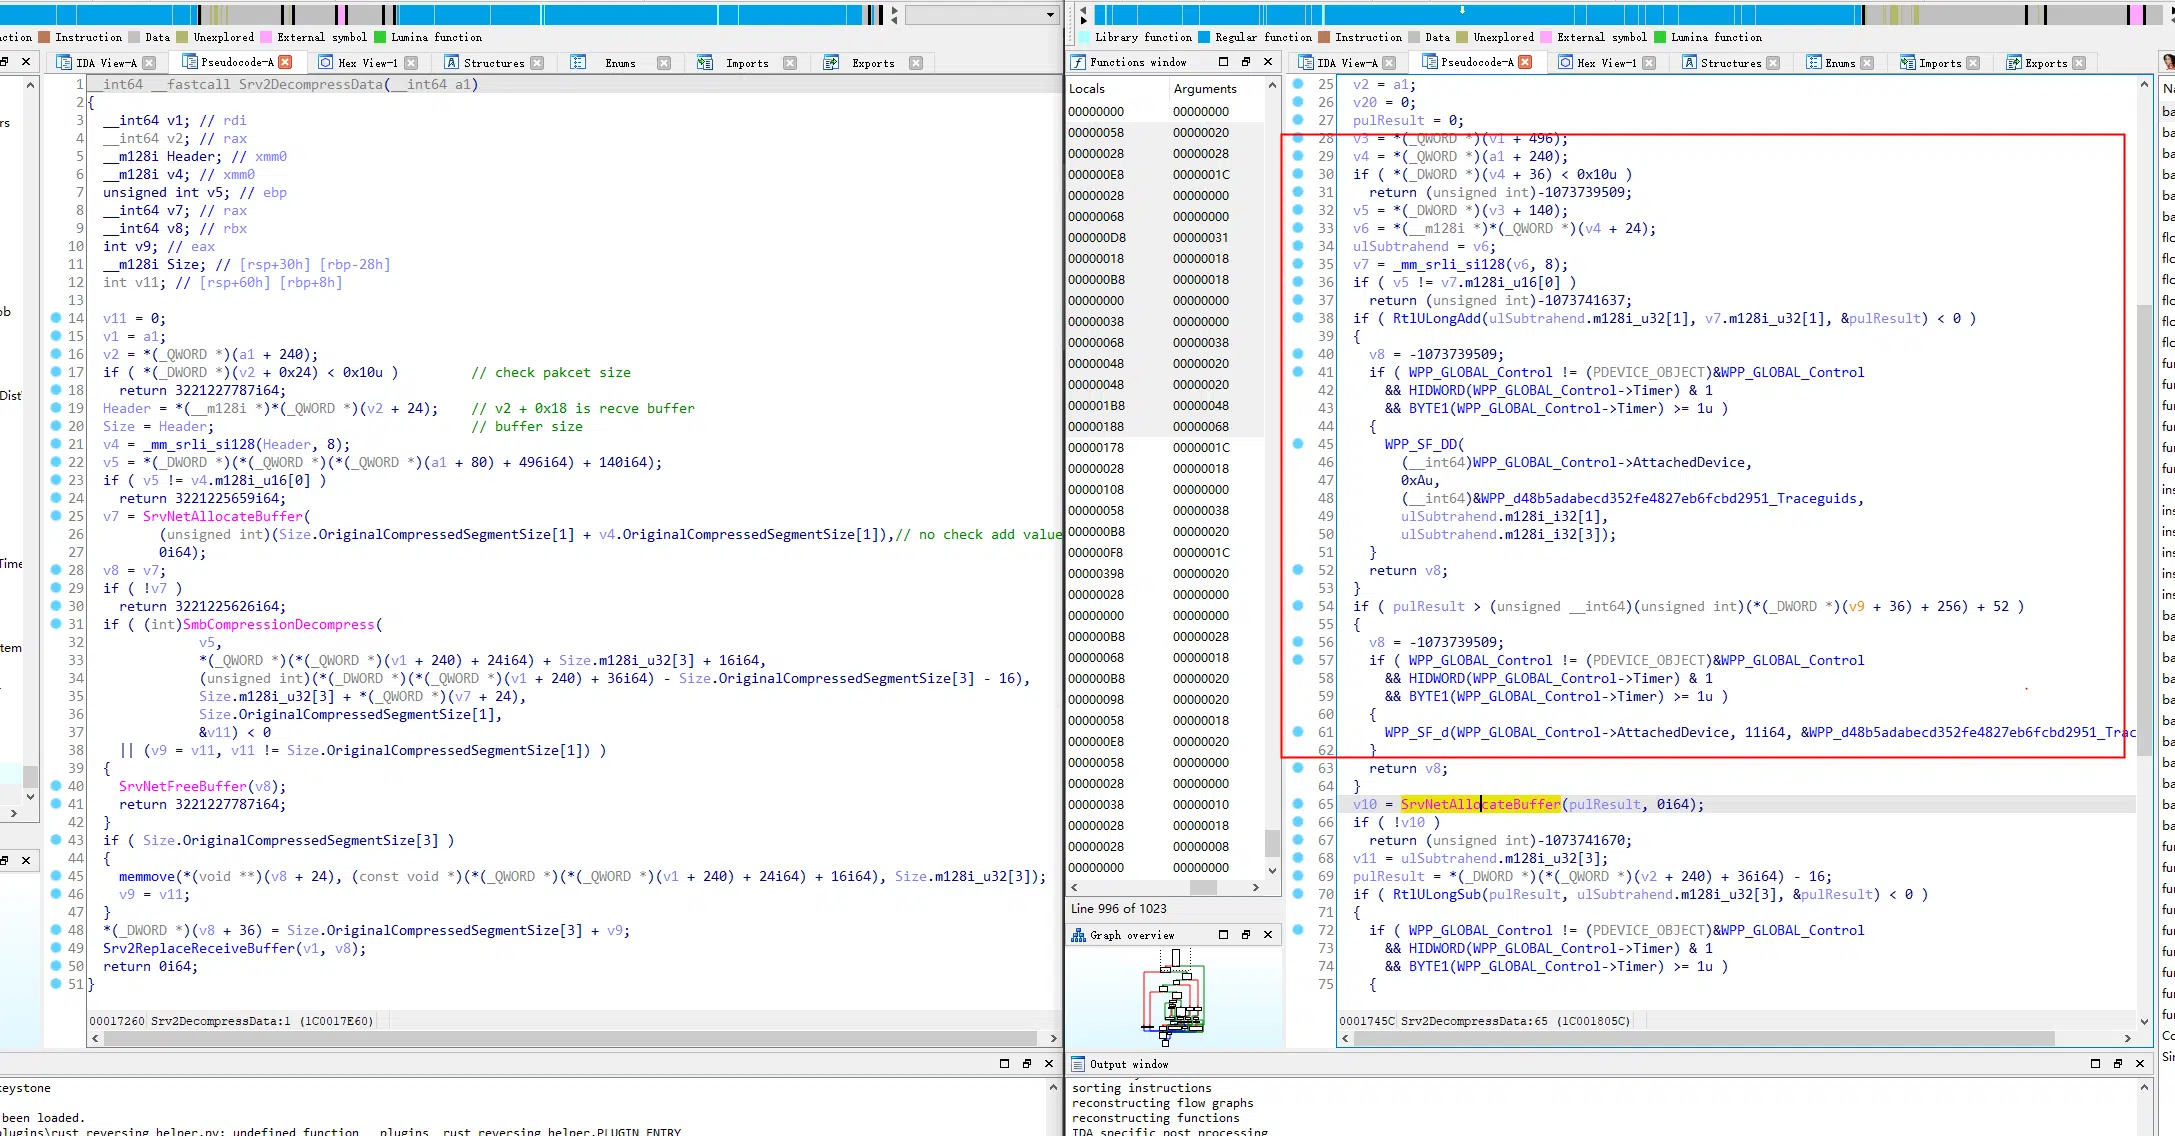 ction Instruction Data Unexplored External symbol Lumina function
IDA View-A Pseudocode-A Hex View-1 Structures Enums Imports Exports
1 __int64 __fastcall Srv2DecompressData(__int64 a1)
2 {
3 __int64 v1; // rdi
4 __int64 v2; // rax
5 __m128i Header; // xmm0
6 __m128i v4; // xmm0
7 unsigned int v5; // ebp
8 __int64 v7; // rax
9 __int64 v8; // rbx
10 int v9; // eax
11 __m128i Size; // [rsp+30h] [rbp-28h]
12 int v11; // [rsp+60h] [rbp+8h]
13
14 v11 = 0;
15 v1 = a1;
16 v2 = *(_QWORD *)(a1 + 240);
17 if ( *(_DWORD *)(v2 + 0x24) < 0x10u ) // check pakcet size
18 return 3221227787i64;
19 Header = *(__m128i *)*(_QWORD *)(v2 + 24); // v2 + 0x18 is recve buffer
20 Size = Header; // buffer size
21 v4 = _mm_srli_si128(Header, 8);
22 v5 = *(_DWORD *)(*(_QWORD *)(*(_QWORD *)(a1 + 80) + 496i64) + 140i64);
23 if ( v5 != v4.m128i_u16[0] )
24 return 3221225659i64;
25 v7 = SrvNetAllocateBuffer(
26 (unsigned int)(Size.OriginalCompressedSegmentSize[1] + v4.OriginalCompressedSegmentSize[1]),// no check add value
27 0i64);
28 v8 = v7;
29 if ( !v7 )
30 return 3221225626i64;
31 if ( (int)SmbCompressionDecompress(
32 v5,
33 *(_QWORD *)(*(_QWORD *)(v1 + 240) + 24i64) + Size.m128i_u32[3] + 16i64,
34 (unsigned int)(*(_DWORD *)(*(_QWORD *)(v1 + 240) + 36i64) - Size.OriginalCompressedSegmentSize[3] - 16),
35 Size.m128i_u32[3] + *(_QWORD *)(v7 + 24),
36 Size.OriginalCompressedSegmentSize[1],
37 &v11) < 0
38 || (v9 = v11, v11 != Size.OriginalCompressedSegmentSize[1]) )
39 {
40 SrvNetFreeBuffer(v8);
41 return 3221227787i64;
42 }
43 if ( Size.OriginalCompressedSegmentSize[3] )
44 {
45 memmove(*(void **)(v8 + 24), (const void *)(*(_QWORD *)(*(_QWORD *)(v1 + 240) + 24i64) + 16i64), Size.m128i_u32[3]);
46 v9 = v11;
47 }
48 *(_DWORD *)(v8 + 36) = Size.OriginalCompressedSegmentSize[3] + v9;
49 Srv2ReplaceReceiveBuffer(v1, v8);
50 return 0i64;
51 }
00017260 Srv2DecompressData:1 (1C0017E60)
eystone
been loaded.
plugins\rust_reversing_helper.py: undefined function __plugins__rust_reversing_helper.PLUGIN_ENTRY
Library function Regular function Instruction Data Unexplored External symbol Lumina function
Functions window
Locals Arguments
00000000 00000000
00000058 00000020
00000028 00000028
000000E8 0000001C
00000028 00000000
00000068 00000000
000000D8 00000031
00000018 00000018
000000B8 00000018
00000000 00000000
00000038 00000000
00000068 00000038
00000048 00000020
00000048 00000020
000001B8 00000048
00000188 00000068
00000178 0000001C
00000028 00000018
00000108 00000000
00000058 00000038
000000B8 00000020
000000F8 0000001C
00000398 00000020
00000028 00000000
00000000 00000000
000000B8 00000028
00000068 00000018
000000B8 00000020
00000098 00000020
00000058 00000018
000000E8 00000020
00000058 00000000
00000028 00000000
00000038 00000010
00000028 00000018
00000028 00000008
00000000 00000000
Line 996 of 1023
Graph overview
IDA View-A Pseudocode-A Hex View-1 Structures Enums Imports Exports
25 v2 = a1;
26 v20 = 0;
27 pulResult = 0;
28 v3 = *(_QWORD *)(v1 + 496);
29 v4 = *(_QWORD *)(a1 + 240);
30 if ( *(_DWORD *)(v4 + 36) < 0x10u )
31 return (unsigned int)-1073739509;
32 v5 = *(_DWORD *)(v3 + 140);
33 v6 = *(__m128i *)*(_QWORD *)(v4 + 24);
34 ulSubtrahend = v6;
35 v7 = _mm_srli_si128(v6, 8);
36 if ( v5 != v7.m128i_u16[0] )
37 return (unsigned int)-1073741637;
38 if ( RtlULongAdd(ulSubtrahend.m128i_u32[1], v7.m128i_u32[1], &pulResult) < 0 )
39 {
40 v8 = -1073739509;
41 if ( WPP_GLOBAL_Control != (PDEVICE_OBJECT)&WPP_GLOBAL_Control
42 && HIDWORD(WPP_GLOBAL_Control->Timer) & 1
43 && BYTE1(WPP_GLOBAL_Control->Timer) >= 1u )
44 {
45 WPP_SF_DD(
46 (__int64)WPP_GLOBAL_Control->AttachedDevice,
47 0xAu,
48 (__int64)&WPP_d48b5adabecd352fe4827eb6fcbd2951_Traceguids,
49 ulSubtrahend.m128i_i32[1],
50 ulSubtrahend.m128i_i32[3]);
51 }
52 return v8;
53 }
54 if ( pulResult > (unsigned __int64)(unsigned int)(*(_DWORD *)(v9 + 36) + 256) + 52 )
55 {
56 v8 = -1073739509;
57 if ( WPP_GLOBAL_Control != (PDEVICE_OBJECT)&WPP_GLOBAL_Control
58 && HIDWORD(WPP_GLOBAL_Control->Timer) & 1
59 && BYTE1(WPP_GLOBAL_Control->Timer) >= 1u )
60 {
61 WPP_SF_d(WPP_GLOBAL_Control->AttachedDevice, 11i64, &WPP_d48b5adabecd352fe4827eb6fcbd2951_Trac
62 }
63 return v8;
64 }
65 v10 = SrvNetAllocateBuffer(pulResult, 0i64);
66 if ( !v10 )
67 return (unsigned int)-1073741670;
68 v11 = ulSubtrahend.m128i_u32[3];
69 pulResult = *(_DWORD *)(*(_QWORD *)(v2 + 240) + 36i64) - 16;
70 if ( RtlULongSub(pulResult, ulSubtrahend.m128i_u32[3], &pulResult) < 0 )
71 {
72 if ( WPP_GLOBAL_Control != (PDEVICE_OBJECT)&WPP_GLOBAL_Control
73 && HIDWORD(WPP_GLOBAL_Control->Timer) & 1
74 && BYTE1(WPP_GLOBAL_Control->Timer) >= 1u )
75 {
0001745C Srv2DecompressData:65 (1C001805C)
Output window
sorting instructions
reconstructing flow graphs
reconstructing functions
IDA specific post processing